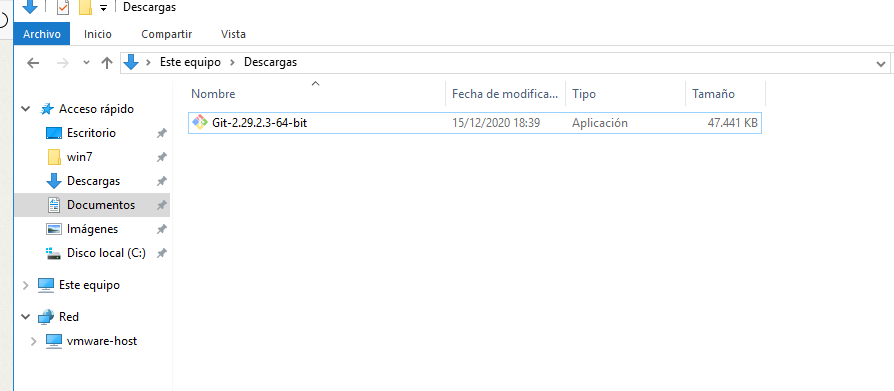 Descargas
Archivo Inicio Compartir Vista
Este equipo Descargas
Nombre Fecha de modifica... Tipo Tamaño
Acceso rápido
Git-2.29.2.3-64-bit 15/12/2020 18:39 Aplicación 47.441 KB
Escritorio
win7
Descargas
Documentos
Imágenes
Disco local (C:)
Este equipo
Red
vmware-host